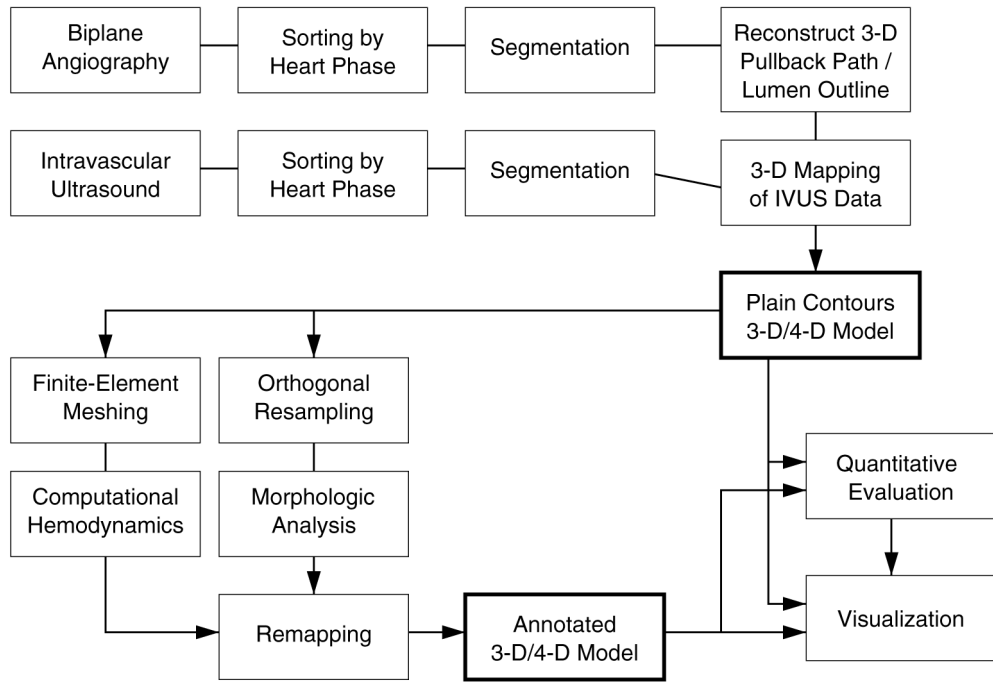 Biplane
Angiography
Sorting by
Heart Phase
Segmentation
Reconstruct 3-D
Pullback Path /
Lumen Outline
Intravascular
Ultrasound
Sorting by
Heart Phase
Segmentation
3-D Mapping
of IVUS Data
Plain Contours
3-D/4-D Model
Finite-Element
Meshing
Orthogonal
Resampling
Computational
Hemodynamics
Morphologic
Analysis
Quantitative
Evaluation
Remapping
Annotated
3-D/4-D Model
Visualization